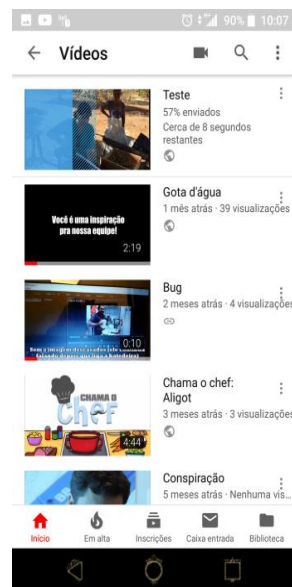 90% 10:07
Vídeos
Teste
57% enviados
Cerca de 8 segundos
restantes
Gota d'água
1 mês atrás · 39 visualizações
Você é uma inspiração
pra nossa equipe!
2:19
Bug
2 meses atrás · 4 visualizações
0:10
Chama o chef:
Aligot
3 meses atrás · 3 visualizações
CHAMA O
Chef
4:44
Conspiração
5 meses atrás · Nenhuma vis...
Início Em alta Inscrições Caixa entrada Biblioteca